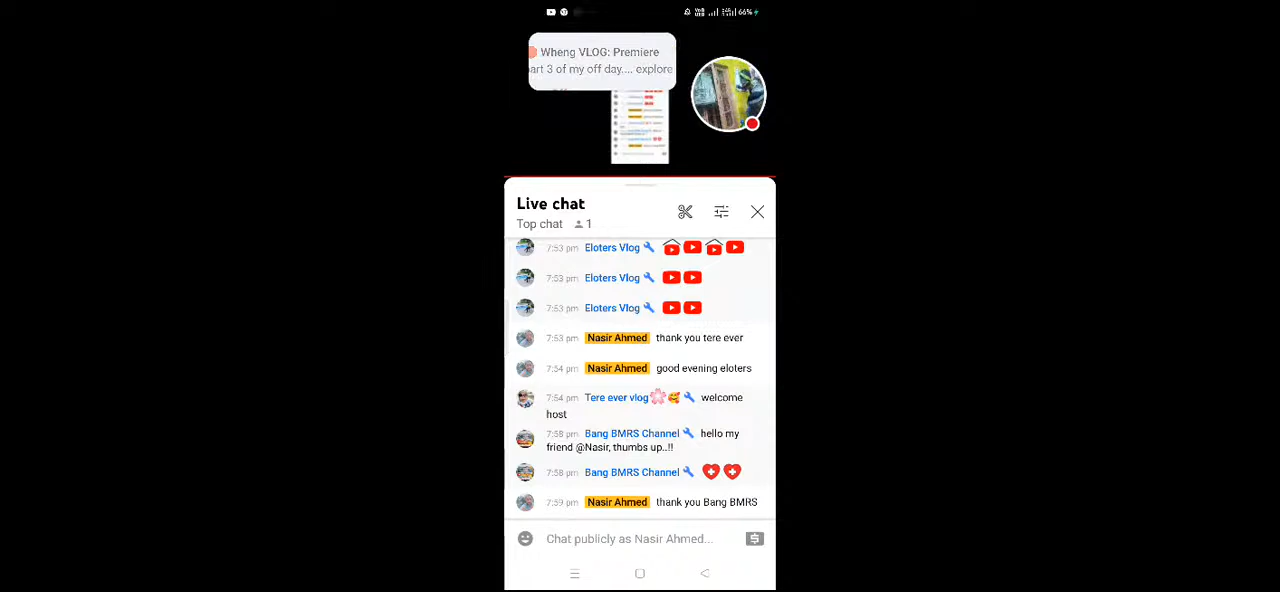 66%
Wheng VLOG: Premiere
art 3 of my off day.... explore
Live chat
Top chat 1
7:53 pm Eloters Vlog
7:53 pm Eloters Vlog
7:53 pm Eloters Vlog
7:53 pm Nasir Ahmed thank you tere ever
7:54 pm Nasir Ahmed good evening eloters
7:54 pm Tere ever vlog🌸🥰 welcome
host
7:58 pm Bang BMRS Channel hello my
friend @Nasir, thumbs up..!!
7:58 pm Bang BMRS Channel
7:59 pm Nasir Ahmed thank you Bang BMRS
Chat publicly as Nasir Ahmed...